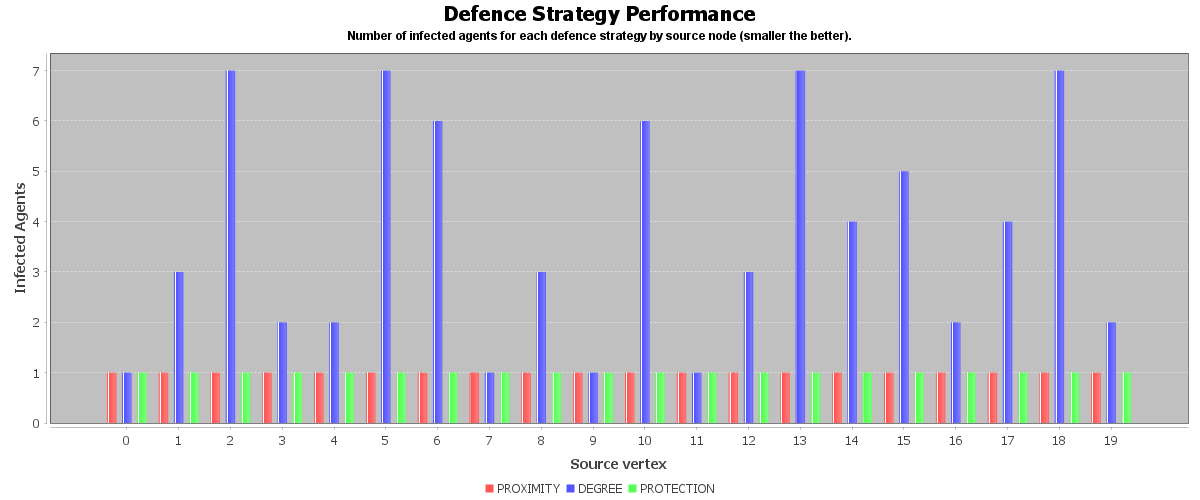 Defence Strategy Performance
Number of infected agents for each defence strategy by source node (smaller the better).
7
6
5
4
3
2
1
0
Infected Agents
0 1 2 3 4 5 6 7 8 9 10 11 12 13 14 15 16 17 18 19
Source vertex
PROXIMITY DEGREE PROTECTION